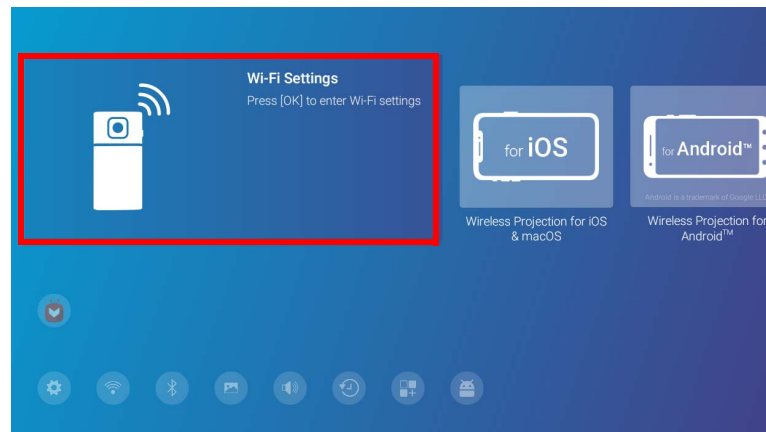 Wi-Fi Settings
Press [OK] to enter Wi-Fi settings
for iOS
for Android™
Android is a trademark of Google LLC
Wireless Projection for iOS
& macOS
Wireless Projection for
Android™